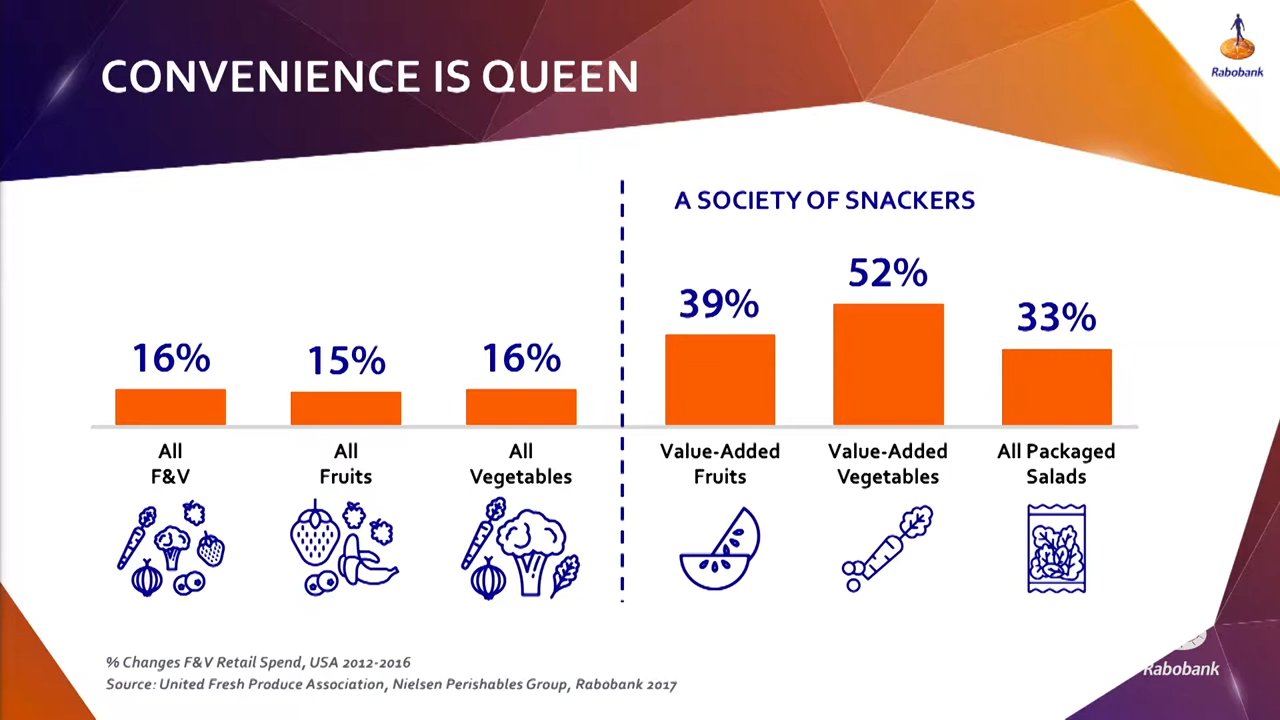 CONVENIENCE IS QUEEN
Rabobank
A SOCIETY OF SNACKERS
16%
15%
16%
39%
52%
33%
All
F&V
All
Fruits
All
Vegetables
Value-Added
Fruits
Value-Added
Vegetables
All Packaged
Salads
% Changes F&V Retail Spend, USA 2012-2016
Source: United Fresh Produce Association, Nielsen Perishables Group, Rabobank 2017
Rabobank